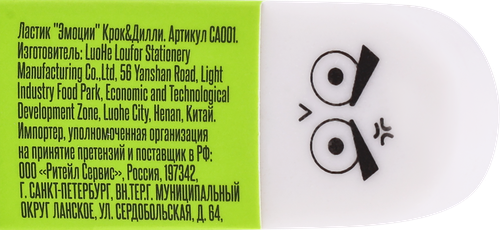 Ластик "Эмоции" Крок&Дилли. Артикул CA001.
Изготовитель: LuoHe Loufor Stationery
Manufacturing Co.,Ltd, 56 Yanshan Road, Light
Industry Food Park, Economic and Technological
Development Zone, Luohe City, Henan, Китай.
Импортер, уполномоченная организация
на принятие претензий и поставщик в РФ:
ООО «Ритейл Сервис», Россия, 197342,
Г. САНКТ-ПЕТЕРБУРГ, ВН.ТЕРГ. МУНИЦИПАЛЬНЫЙ
ОКРУГ ЛАНСКОЕ, УЛ. СЕРДОБОЛЬСКАЯ, Д. 64,